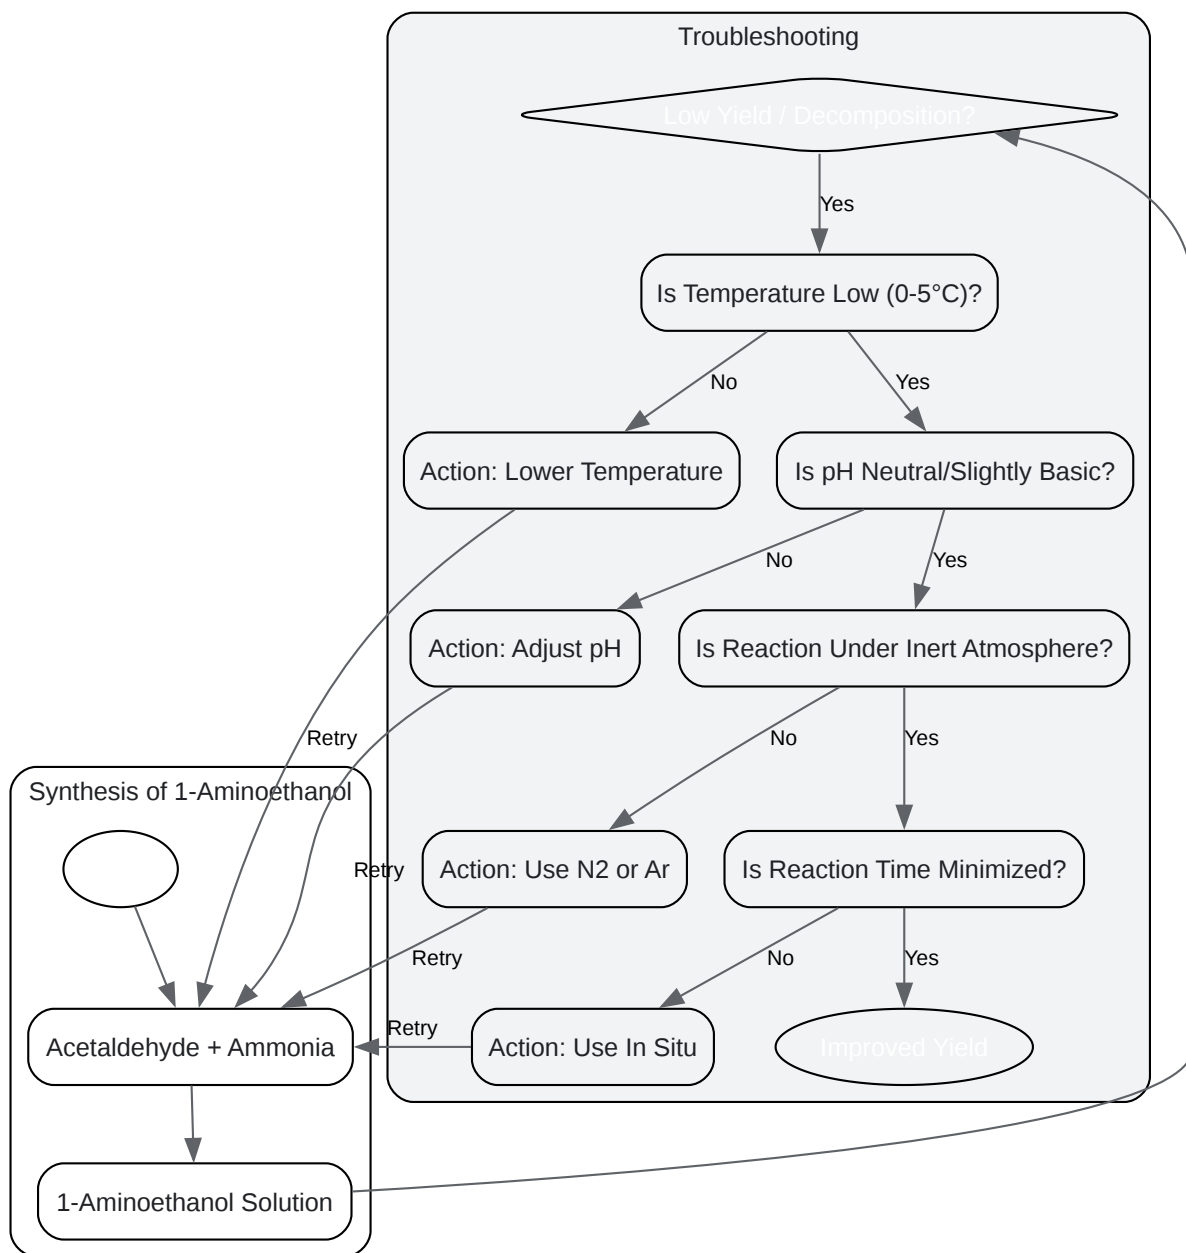 Troubleshooting
Low Yield / Decomposition?
Yes
Is Temperature Low (0-5°C)?
No
Yes
Action: Lower Temperature
Is pH Neutral/Slightly Basic?
No
Yes
Action: Adjust pH
Is Reaction Under Inert Atmosphere?
Retry
No
Yes
Synthesis of 1-Aminoethanol
Retry
Action: Use N2 or Ar
Is Reaction Time Minimized?
Retry
No
Yes
Acetaldehyde + Ammonia
Retry
Action: Use In Situ
Improved Yield
1-Aminoethanol Solution